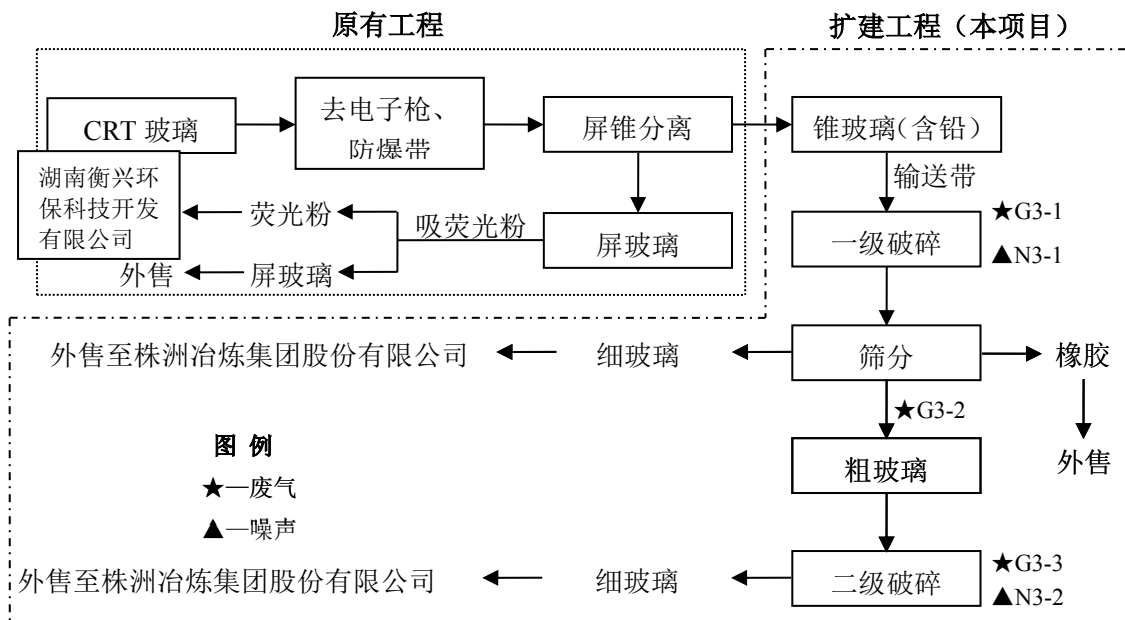 原有工程
扩建工程（本项目）
CRT 玻璃
去电子枪、
防爆带
屏锥分离
锥玻璃（含铅）
输送带
湖南衡兴环
保科技开发
有限公司
荧光粉
吸荧光粉
屏玻璃
外售
屏玻璃
一级破碎
★G3-1
▲N3-1
外售至株洲冶炼集团股份有限公司
细玻璃
筛分
橡胶
★G3-2
外售
粗玻璃
图 例
★—废气
▲—噪声
外售至株洲冶炼集团股份有限公司
细玻璃
二级破碎
★G3-3
▲N3-2